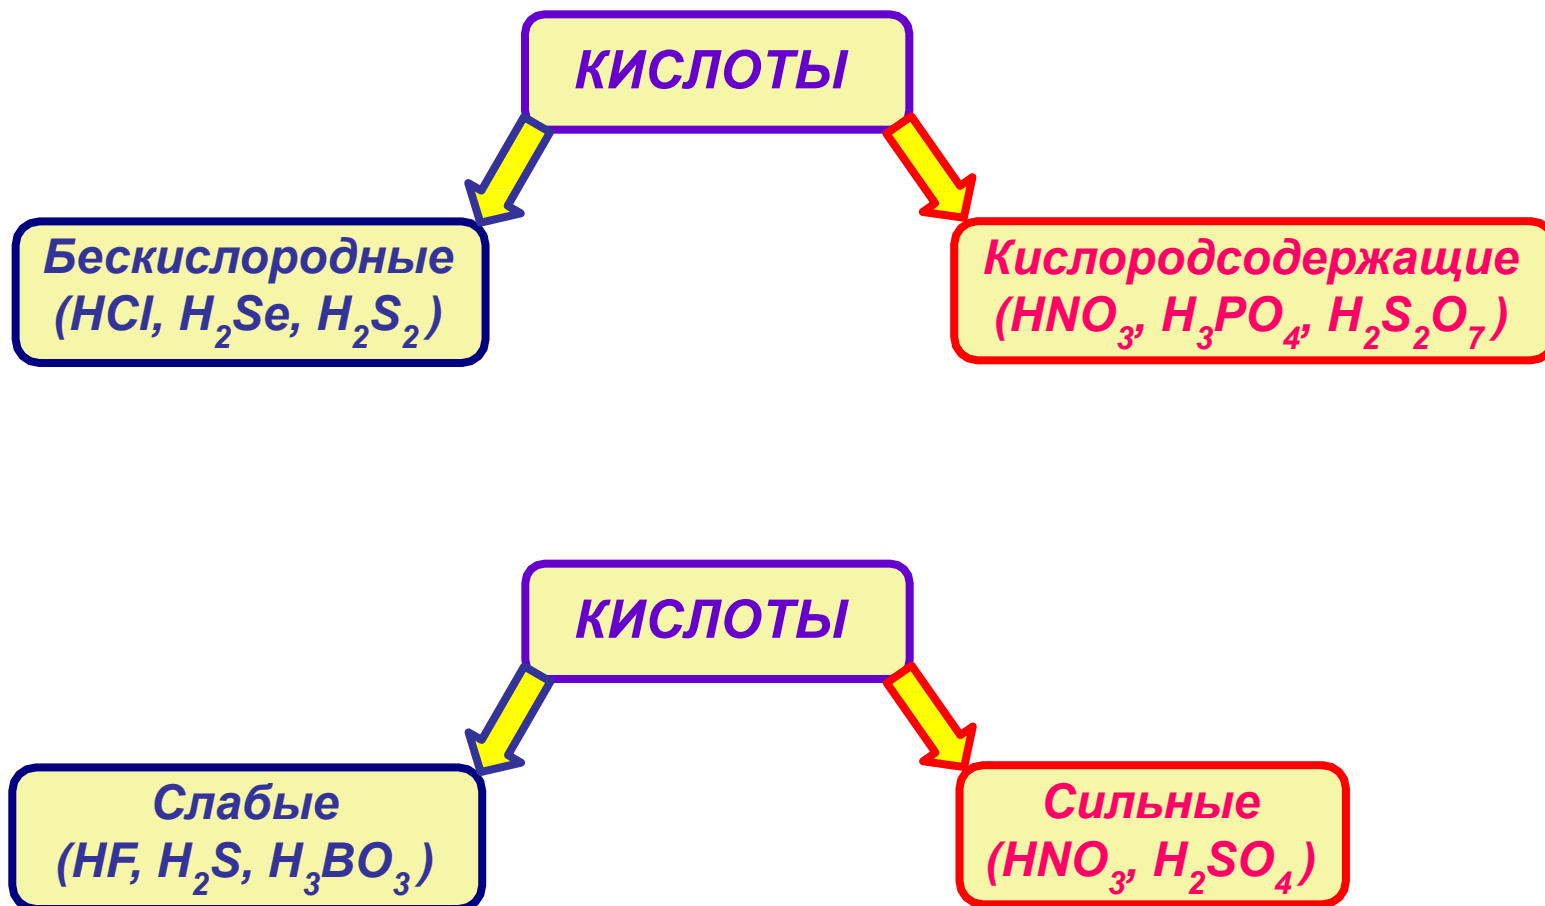 КИСЛОТЫ
Бескислородные
(HCl, H₂Se, H₂S₂)
Кислородсодержащие
(HNO₃, H₃PO₄, H₂S₂O₇)
КИСЛОТЫ
Слабые
(HF, H₂S, H₃BO₃)
Сильные
(HNO₃, H₂SO₄)